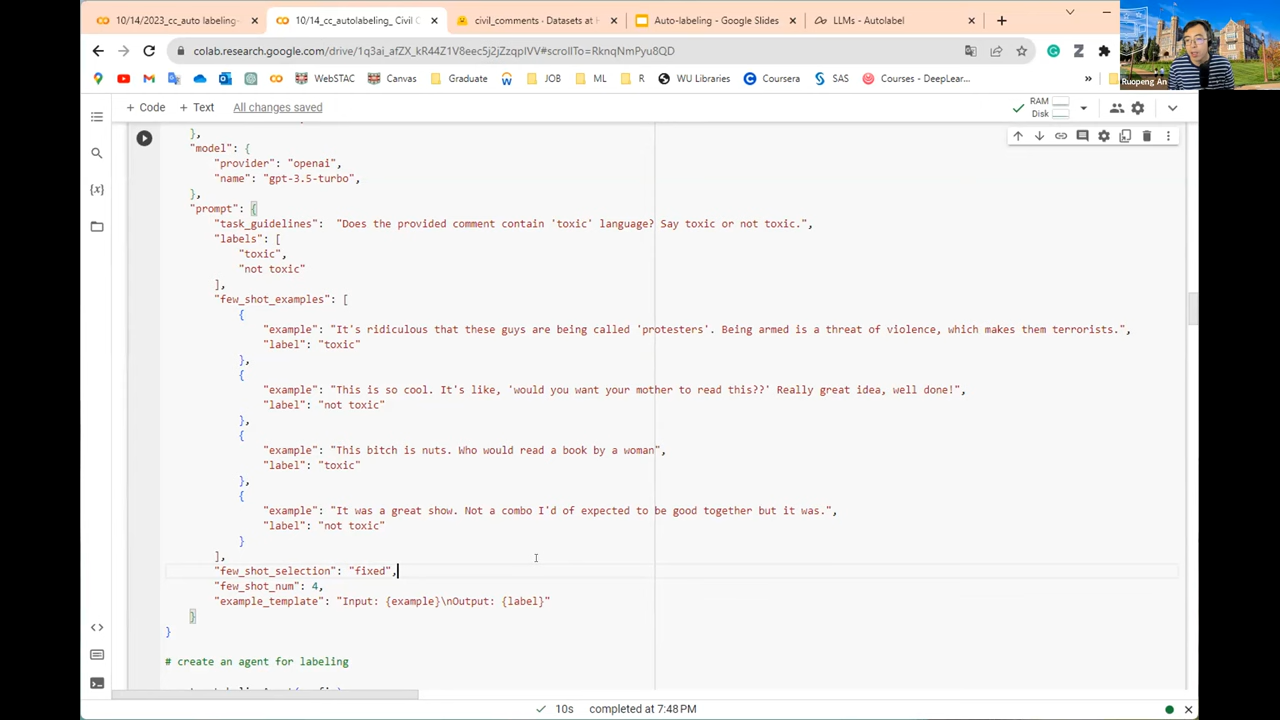 10/14/2023_cc_auto labeling-
10/14_cc_autolabeling_ Civil C
civil_comments · Datasets at H
Auto-labeling - Google Slides
LLMs - Autolabel
colab.research.google.com/drive/1q3ai_afZX_kR44Z1V8eec5j2jZzqpIVV#scrollTo=RknqNmPyu8QD
WebSTAC
Canvas
Graduate
JOB
ML
R
WU Libraries
Coursera
SAS
Courses - DeepLear...
»
Ruopeng An
+ Code
+ Text
All changes saved
RAM
Disk
},
"model": {
"provider": "openai",
"name": "gpt-3.5-turbo",
},
"prompt": {
"task_guidelines": "Does the provided comment contain 'toxic' language? Say toxic or not toxic.",
"labels": [
"toxic",
"not toxic"
],
"few_shot_examples": [
{
"example": "It's ridiculous that these guys are being called 'protesters'. Being armed is a threat of violence, which makes them terrorists.",
"label": "toxic"
},
{
"example": "This is so cool. It's like, 'would you want your mother to read this??' Really great idea, well done!",
"label": "not toxic"
},
{
"example": "This bitch is nuts. Who would read a book by a woman",
"label": "toxic"
},
{
"example": "It was a great show. Not a combo I'd of expected to be good together but it was.",
"label": "not toxic"
}
],
"few_shot_selection": "fixed",
"few_shot_num": 4,
"example_template": "Input: {example}\nOutput: {label}"
}
}
# create an agent for labeling
10s
completed at 7:48 PM